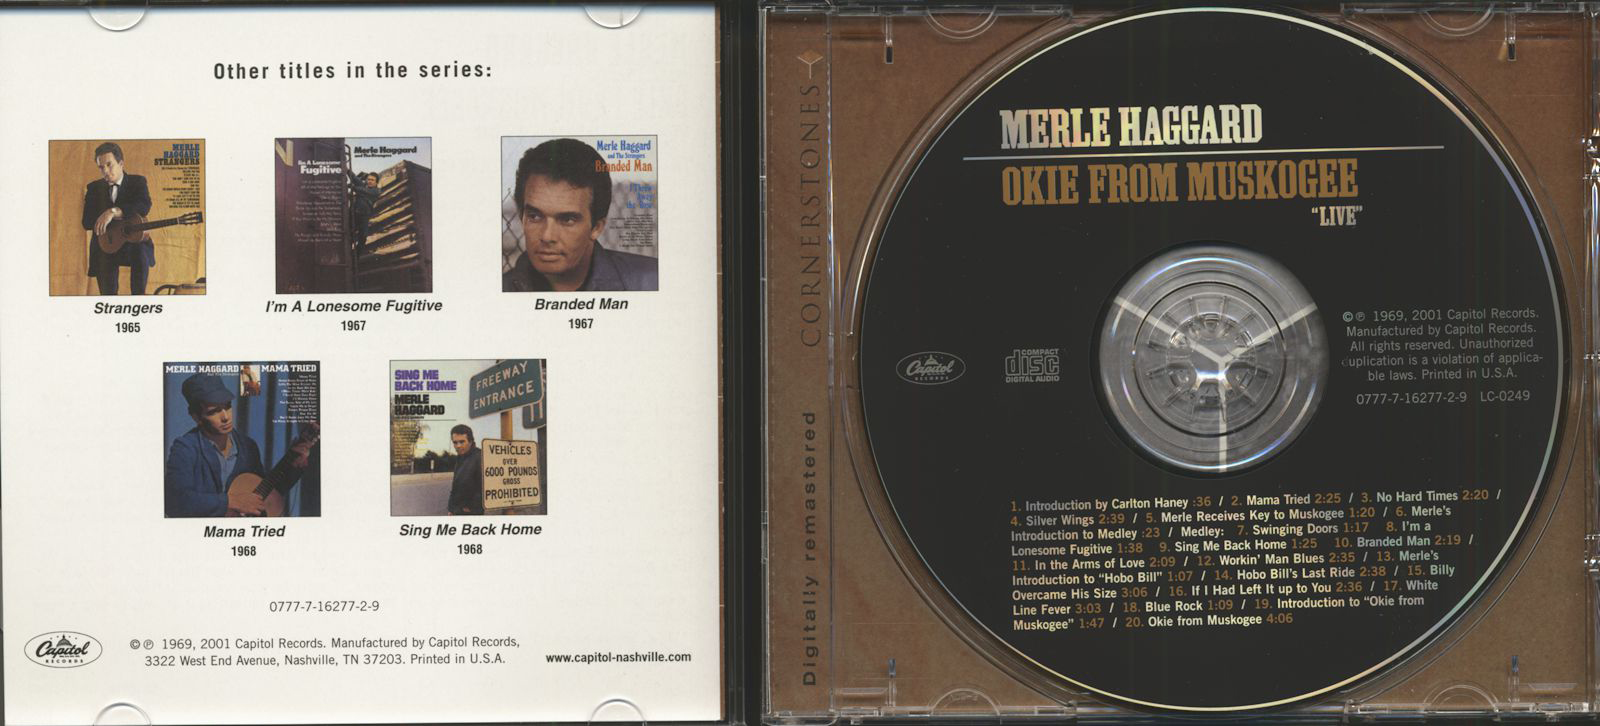 Other titles in the series:
MERLE
HAGGARD
STRANGERS
Strangers
1965
I'm A Lonesome
Fugitive
Merle Haggard
and The Strangers
I'm A Lonesome Fugitive
1967
Merle Haggard
and The Strangers
Branded Man
Branded Man
1967
MERLE HAGGARD
MAMA TRIED
Mama Tried
1968
SING ME
BACK HOME
MERLE
HAGGARD
FREEWAY
ENTRANCE
VEHICLES
OVER
6000 POUNDS
GROSS
PROHIBITED
Sing Me Back Home
1968
0777-7-16277-2-9
Capitol
RECORDS
©℗ 1969, 2001 Capitol Records. Manufactured by Capitol Records,
3322 West End Avenue, Nashville, TN 37203. Printed in U.S.A.
www.capitol-nashville.com
Digitally remastered CORNERSTONES
MERLE HAGGARD
OKIE FROM MUSKOGEE
"LIVE"
Capitol
RECORDS
COMPACT
disc
DIGITAL AUDIO
©℗ 1969, 2001 Capitol Records.
Manufactured by Capitol Records.
All rights reserved. Unauthorized
duplication is a violation of applica-
ble laws. Printed in U.S.A.
0777-7-16277-2-9 LC-0249
1. Introduction by Carlton Haney :36 / 2. Mama Tried 2:25 / 3. No Hard Times 2:20 /
4. Silver Wings 2:39 / 5. Merle Receives Key to Muskogee 1:20 / 6. Merle's
Introduction to Medley :23 / Medley: 7. Swinging Doors 1:17 8. I'm a
Lonesome Fugitive 1:38 9. Sing Me Back Home 1:25 10. Branded Man 2:19 /
11. In the Arms of Love 2:09 / 12. Workin' Man Blues 2:35 / 13. Merle's
Introduction to "Hobo Bill" 1:07 / 14. Hobo Bill's Last Ride 2:38 / 15. Billy
Overcame His Size 3:06 / 16. If I Had Left It up to You 2:36 / 17. White
Line Fever 3:03 / 18. Blue Rock 1:09 / 19. Introduction to "Okie from
Muskogee" 1:47 / 20. Okie from Muskogee 4:06